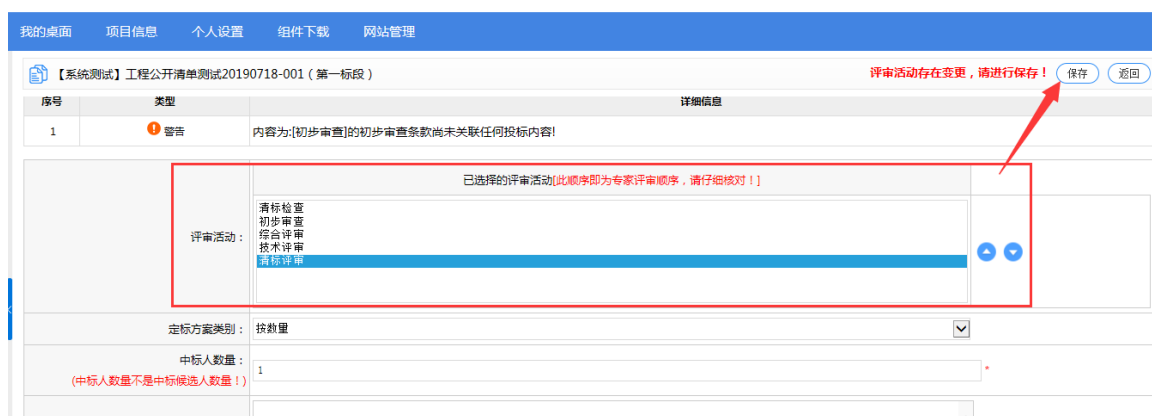 我的桌面 项目信息 个人设置 组件下载 网站管理
【系统测试】工程公开清单测试20190718-001（第一标段） 评审活动存在变更，请进行保存！ 保存 返回
序号 类型 详细信息
1 警告 内容为:[初步审查]的初步审查条款尚未关联任何投标内容!
已选择的评审活动[此顺序即为专家评审顺序，请仔细核对！]
评审活动：
清标检查
初步审查
综合评审
技术评审
清标评审
定标方案类别： 按数量
中标人数量： 1 *
(中标人数量不是中标候选人数量！)